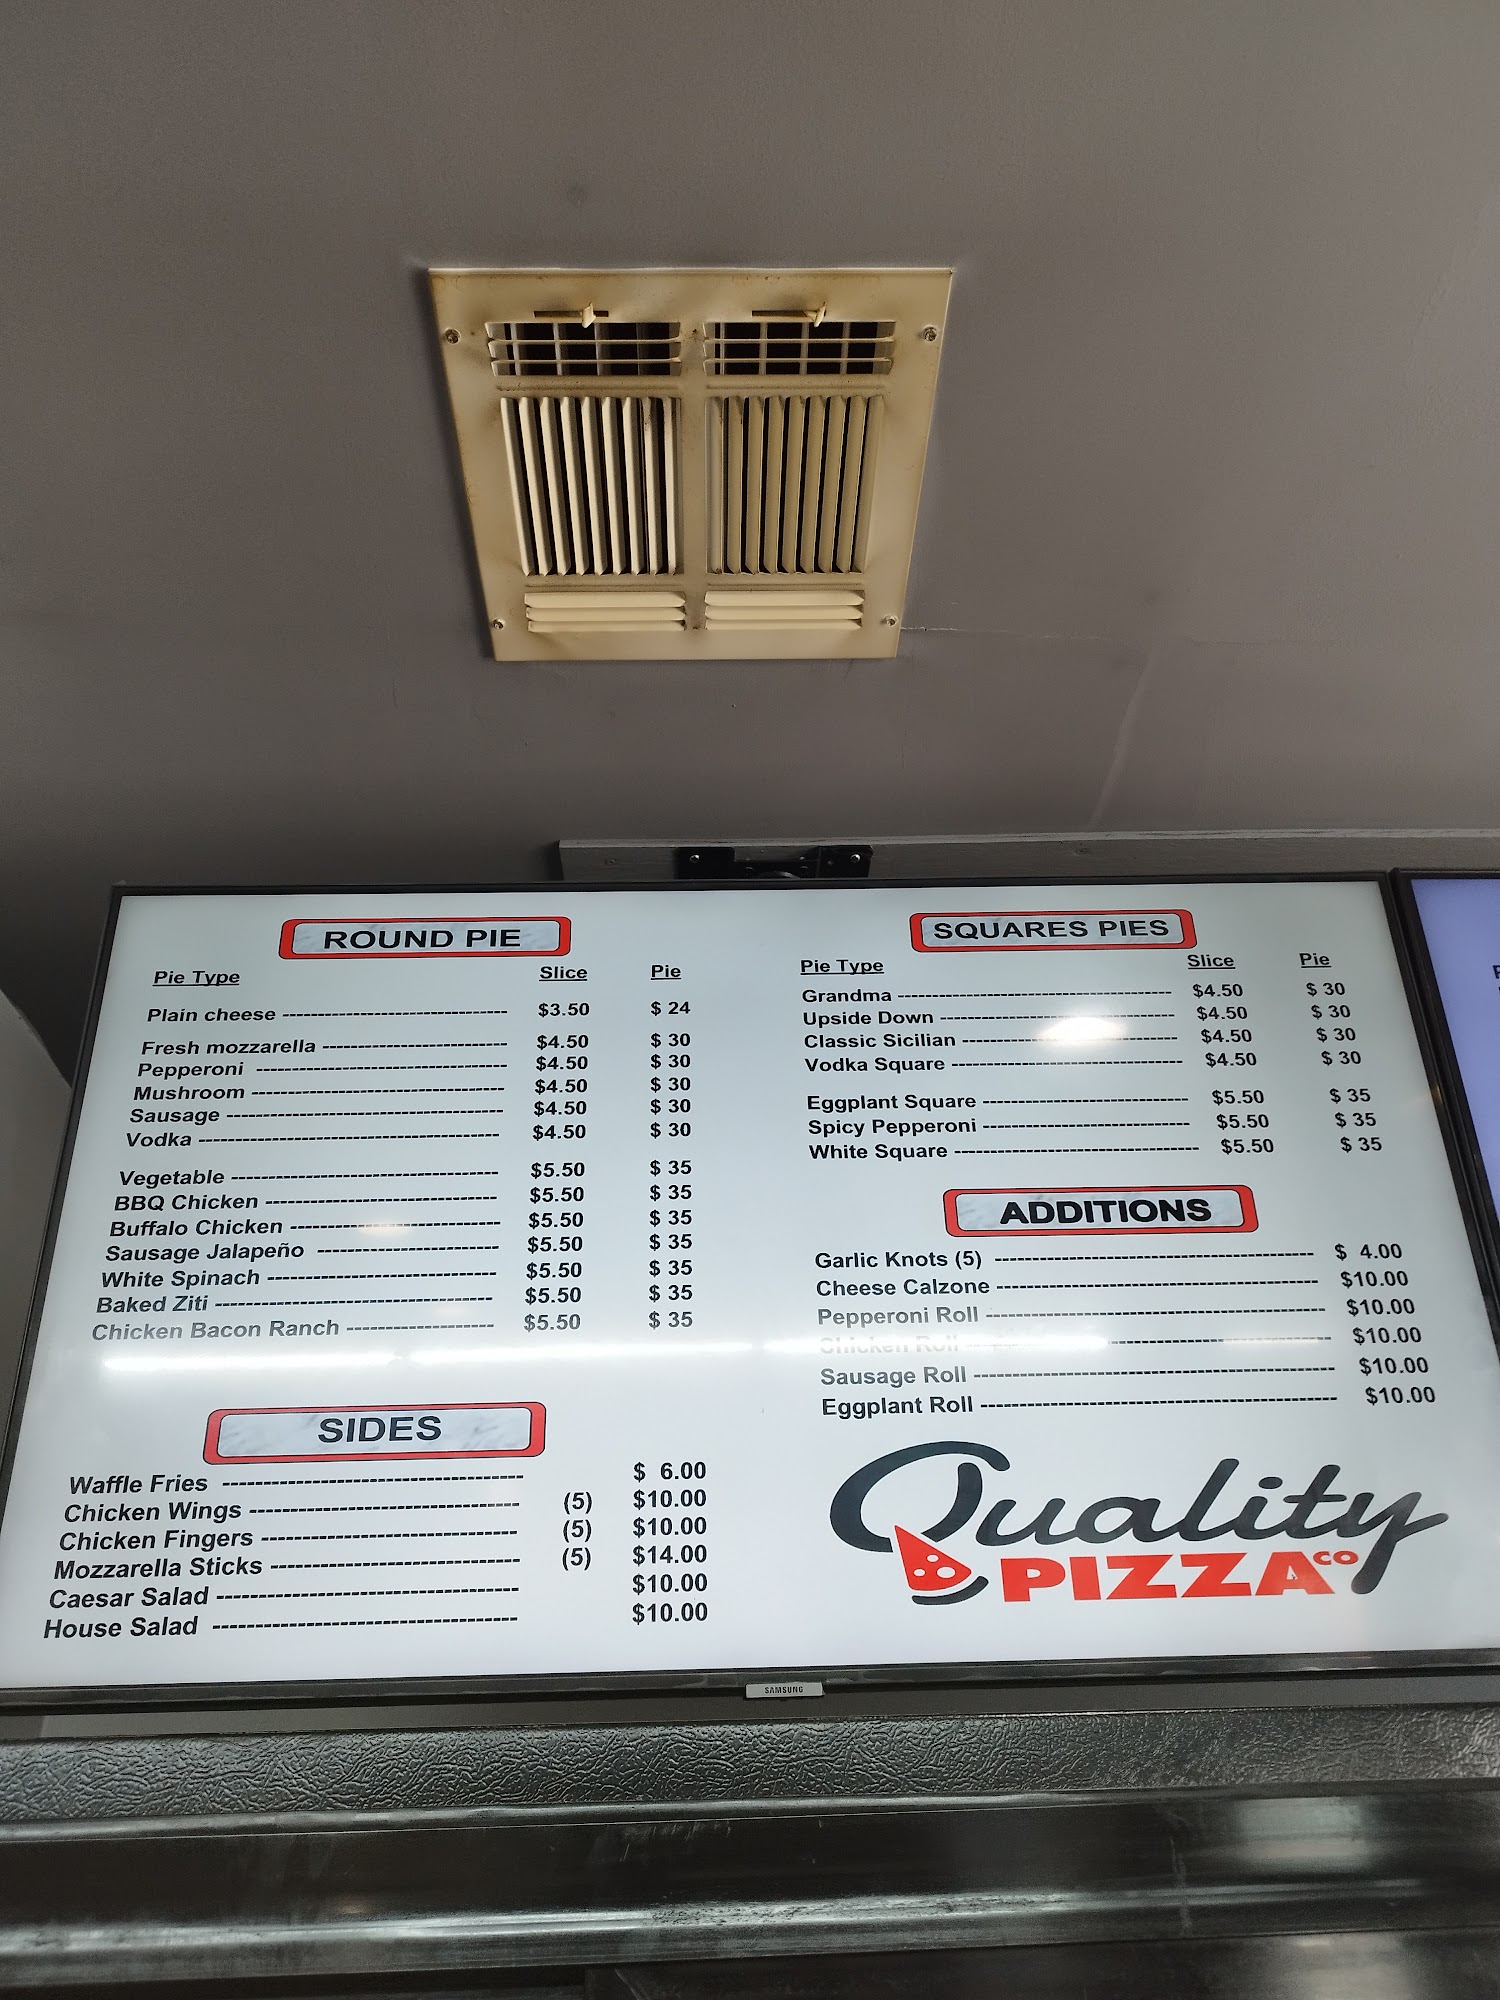 ROUND PIE
Pie Type Slice Pie
Plain cheese ---------- $3.50 $ 24
Fresh mozzarella ---------- $4.50 $ 30
Pepperoni ---------- $4.50 $ 30
Mushroom ---------- $4.50 $ 30
Sausage ---------- $4.50 $ 30
Vodka ---------- $4.50 $ 30
Vegetable ---------- $5.50 $ 35
BBQ Chicken ---------- $5.50 $ 35
Buffalo Chicken ---------- $5.50 $ 35
Sausage Jalapeño ---------- $5.50 $ 35
White Spinach ---------- $5.50 $ 35
Baked Ziti ---------- $5.50 $ 35
Chicken Bacon Ranch ---------- $5.50 $ 35
SIDES
Waffle Fries ---------- $ 6.00
Chicken Wings ---------- (5) $10.00
Chicken Fingers ---------- (5) $10.00
Mozzarella Sticks ---------- (5) $14.00
Caesar Salad ---------- $10.00
House Salad ---------- $10.00
SQUARES PIES
Pie Type Slice Pie
Grandma ---------- $4.50 $ 30
Upside Down ---------- $4.50 $ 30
Classic Sicilian ---------- $4.50 $ 30
Vodka Square ---------- $4.50 $ 30
Eggplant Square ---------- $5.50 $ 35
Spicy Pepperoni ---------- $5.50 $ 35
White Square ---------- $5.50 $ 35
ADDITIONS
Garlic Knots (5) ---------- $ 4.00
Cheese Calzone ---------- $10.00
Pepperoni Roll ---------- $10.00
Chicken Roll ---------- $10.00
Sausage Roll ---------- $10.00
Eggplant Roll ---------- $10.00
Quality
PIZZA CO
SAMSUNG